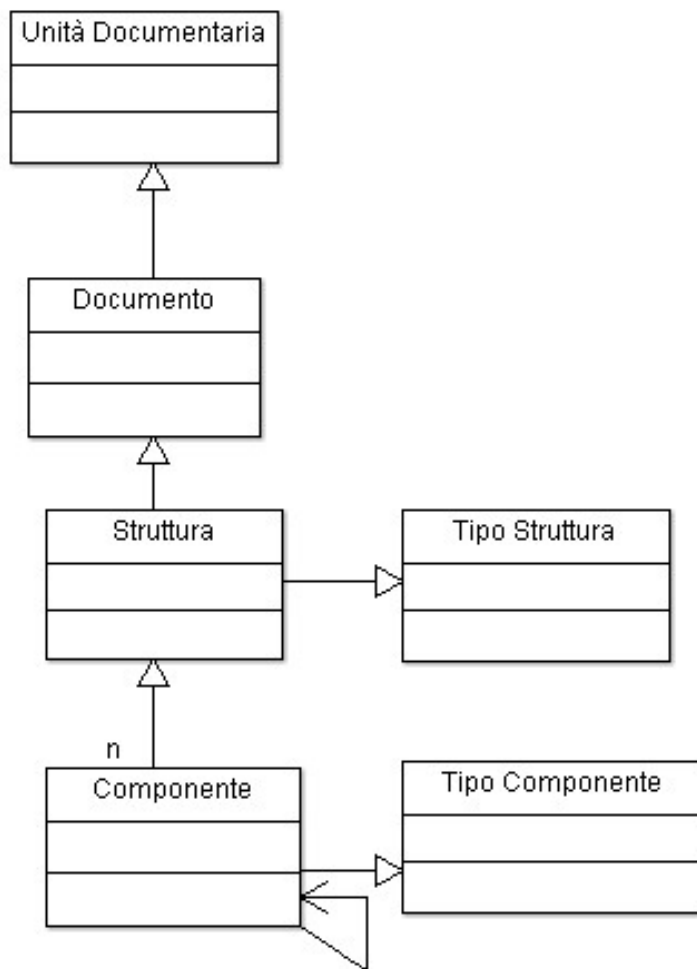 Unità Documentaria
Documento
Struttura
Tipo Struttura
n
Componente
Tipo Componente